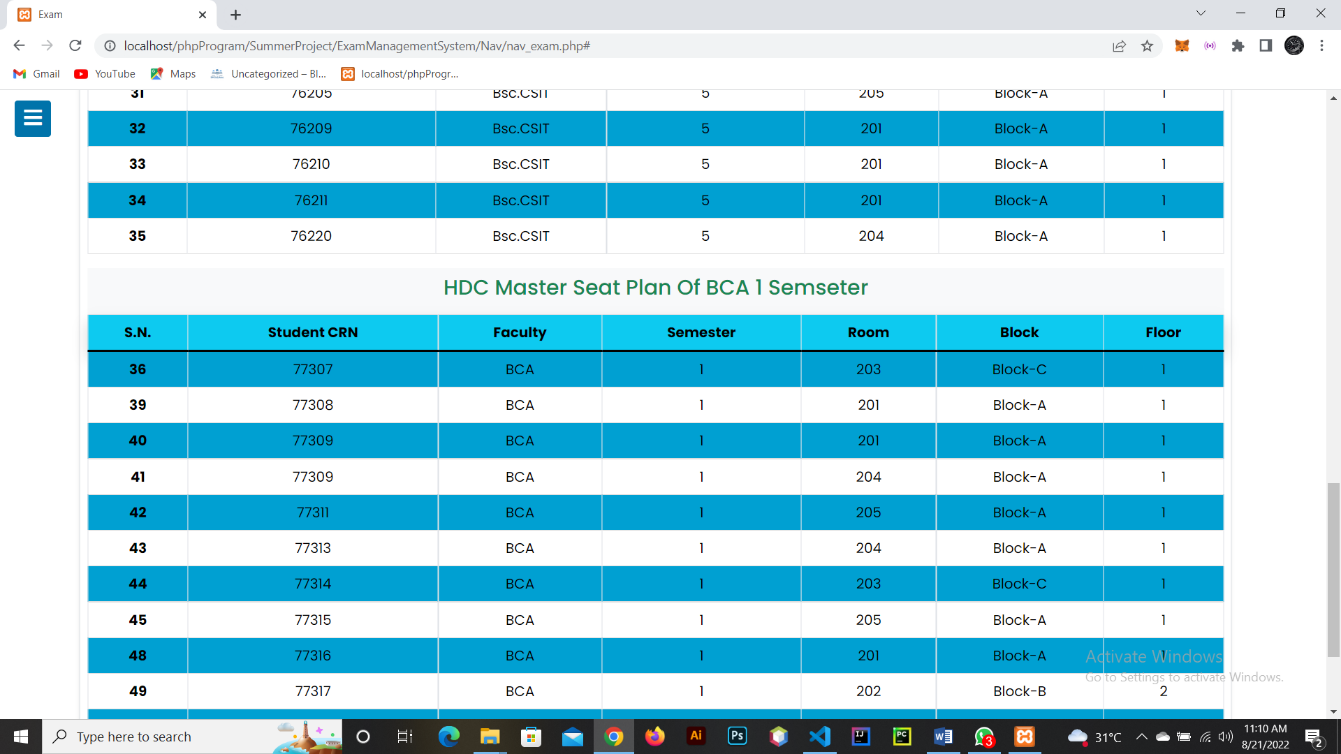 Exam
localhost/phpProgram/SummerProject/ExamManagementSystem/Nav/nav_exam.php#
Gmail YouTube Maps Uncategorized – Bl... localhost/phpProgr...
31 76205 Bsc.CSIT 5 205 Block-A 1
32 76209 Bsc.CSIT 5 201 Block-A 1
33 76210 Bsc.CSIT 5 201 Block-A 1
34 76211 Bsc.CSIT 5 201 Block-A 1
35 76220 Bsc.CSIT 5 204 Block-A 1
HDC Master Seat Plan Of BCA 1 Semseter
S.N. Student CRN Faculty Semester Room Block Floor
36 77307 BCA 1 203 Block-C 1
39 77308 BCA 1 201 Block-A 1
40 77309 BCA 1 201 Block-A 1
41 77309 BCA 1 204 Block-A 1
42 77311 BCA 1 205 Block-A 1
43 77313 BCA 1 204 Block-A 1
44 77314 BCA 1 203 Block-C 1
45 77315 BCA 1 205 Block-A 1
48 77316 BCA 1 201 Block-A 1
49 77317 BCA 1 202 Block-B 2
Activate Windows
Go to Settings to activate Windows.
Type here to search
Ai Ps IJ PC W 3
31°C
11:10 AM
8/21/2022
2